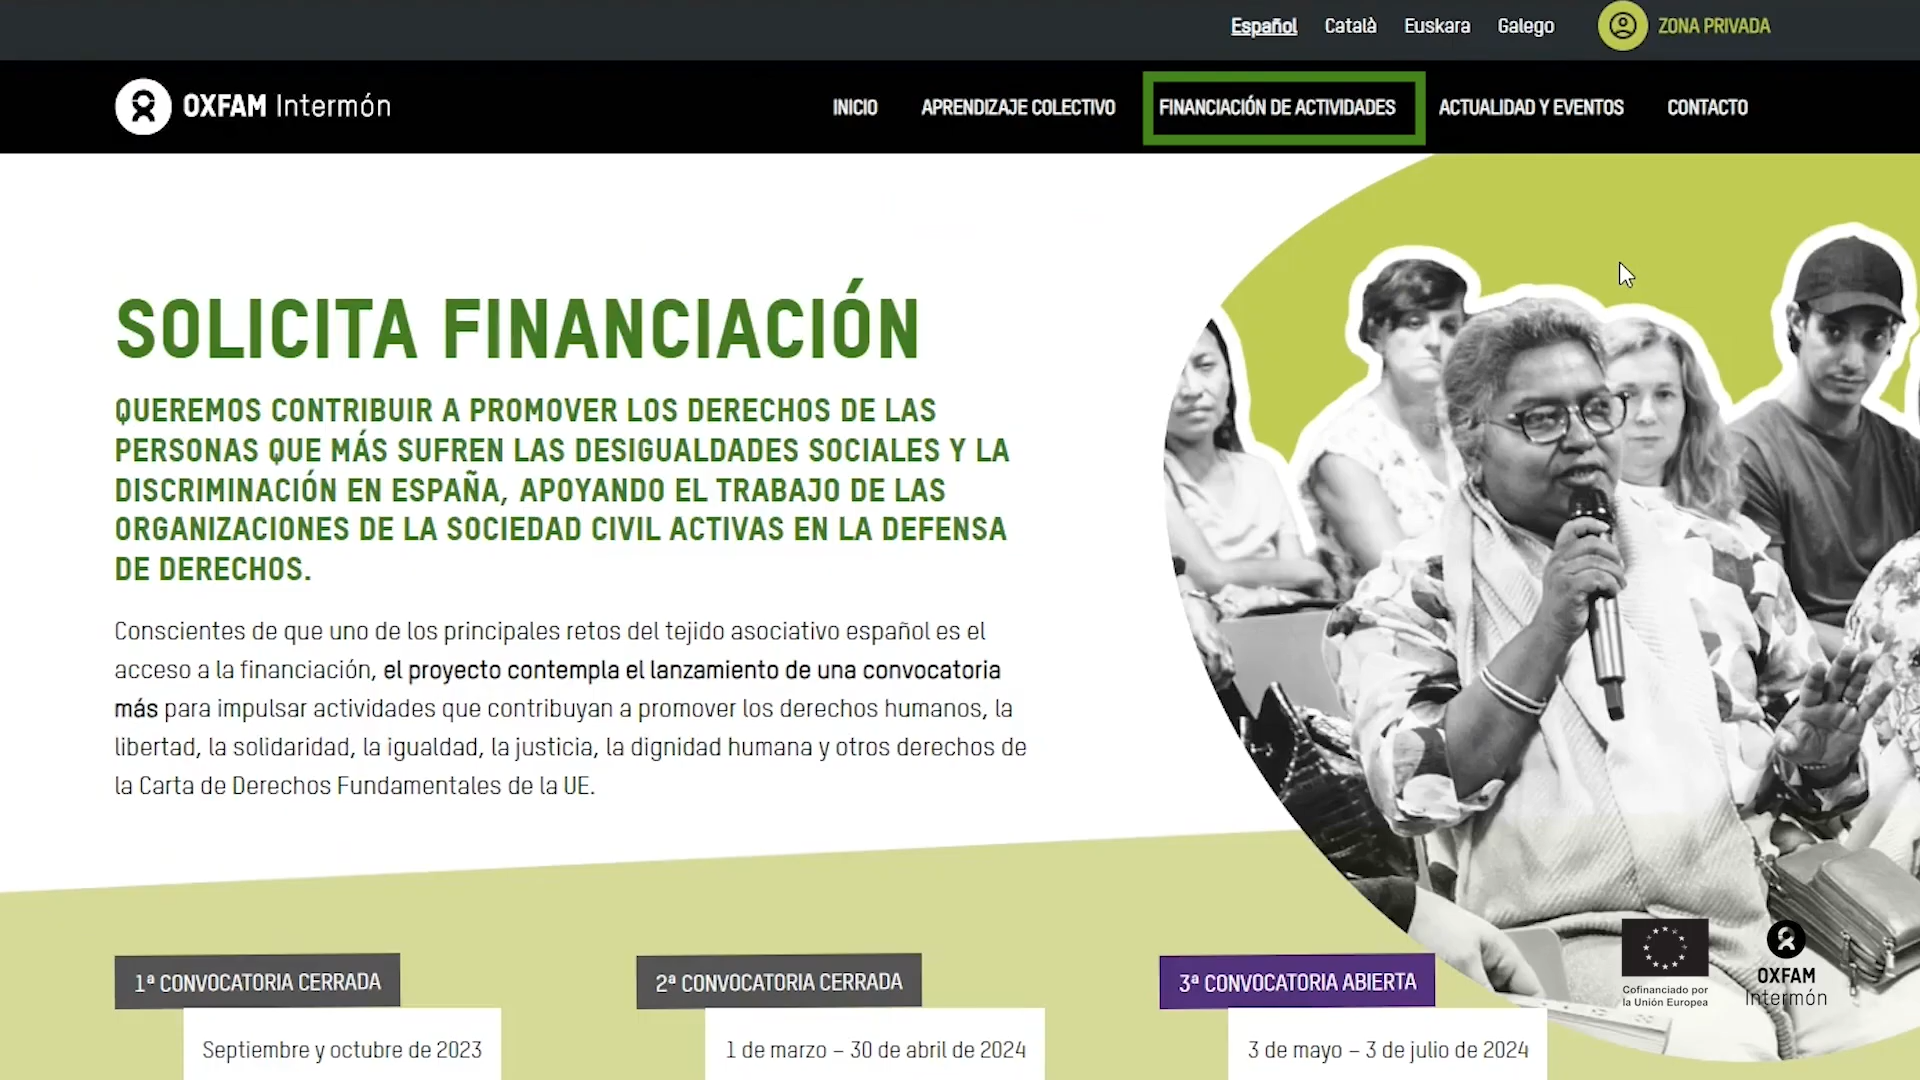 Español Català Euskara Galego ZONA PRIVADA
OXFAM Intermón INICIO APRENDIZAJE COLECTIVO FINANCIACIÓN DE ACTIVIDADES ACTUALIDAD Y EVENTOS CONTACTO
SOLICITA FINANCIACIÓN
QUEREMOS CONTRIBUIR A PROMOVER LOS DERECHOS DE LAS
PERSONAS QUE MÁS SUFREN LAS DESIGUALDADES SOCIALES Y LA
DISCRIMINACIÓN EN ESPAÑA, APOYANDO EL TRABAJO DE LAS
ORGANIZACIONES DE LA SOCIEDAD CIVIL ACTIVAS EN LA DEFENSA
DE DERECHOS.
Conscientes de que uno de los principales retos del tejido asociativo español es el
acceso a la financiación, el proyecto contempla el lanzamiento de una convocatoria
más para impulsar actividades que contribuyan a promover los derechos humanos, la
libertad, la solidaridad, la igualdad, la justicia, la dignidad humana y otros derechos de
la Carta de Derechos Fundamentales de la UE.
1ª CONVOCATORIA CERRADA
Septiembre y octubre de 2023
2ª CONVOCATORIA CERRADA
1 de marzo – 30 de abril de 2024
3ª CONVOCATORIA ABIERTA
3 de mayo – 3 de julio de 2024
Cofinanciado por
la Unión Europea
OXFAM
Intermón